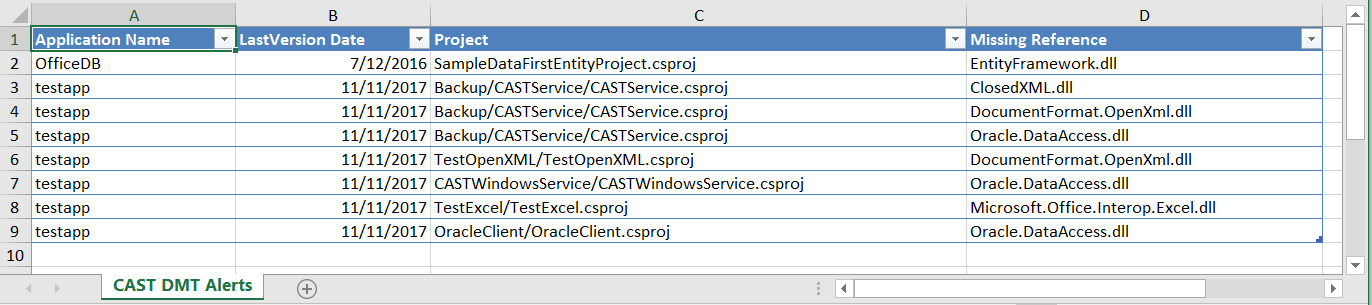 A B C D
1 Application Name LastVersion Date Project Missing Reference
2 OfficeDB 7/12/2016 SampleDataFirstEntityProject.csproj EntityFramework.dll
3 testapp 11/11/2017 Backup/CASTService/CASTService.csproj ClosedXML.dll
4 testapp 11/11/2017 Backup/CASTService/CASTService.csproj DocumentFormat.OpenXml.dll
5 testapp 11/11/2017 Backup/CASTService/CASTService.csproj Oracle.DataAccess.dll
6 testapp 11/11/2017 TestOpenXML/TestOpenXML.csproj DocumentFormat.OpenXml.dll
7 testapp 11/11/2017 CASTWindowsService/CASTWindowsService.csproj Oracle.DataAccess.dll
8 testapp 11/11/2017 TestExcel/TestExcel.csproj Microsoft.Office.Interop.Excel.dll
9 testapp 11/11/2017 OracleClient/OracleClient.csproj Oracle.DataAccess.dll
10
CAST DMT Alerts